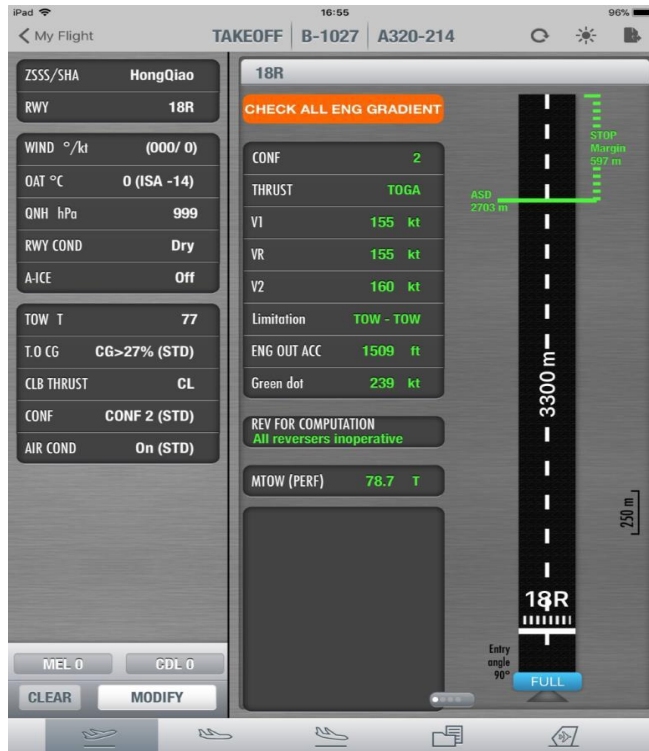 iPad 16:55 96%
My Flight TAKEOFF B-1027 A320-214
ZSSS/SHA HongQiao
RWY 18R
WIND °/kt (000/ 0)
OAT °C 0 (ISA -14)
QNH hPa 999
RWY COND Dry
A-ICE Off
TOW T 77
T.O CG CG>27% (STD)
CLB THRUST CL
CONF CONF 2 (STD)
AIR COND On (STD)
MEL 0 CDL 0
CLEAR MODIFY
18R
CHECK ALL ENG GRADIENT
CONF 2
THRUST TOGA
V1 155 kt
VR 155 kt
V2 160 kt
Limitation TOW - TOW
ENG OUT ACC 1509 ft
Green dot 239 kt
REV FOR COMPUTATION
All reversers inoperative
MTOW (PERF) 78.7 T
STOP
Margin
597 m
ASD
2703 m
3300 m
250 m
18R
Entry
angle
90°
FULL